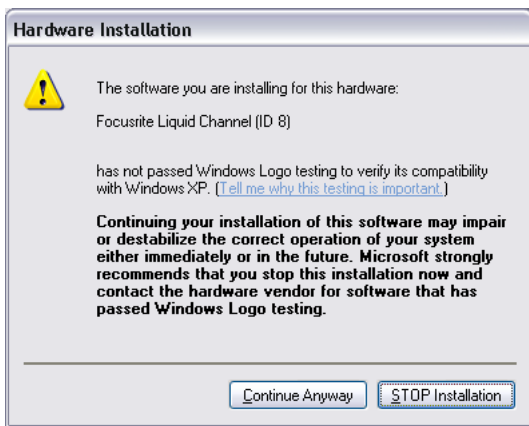 Hardware Installation
The software you are installing for this hardware:
Focusrite Liquid Channel (ID 8)
has not passed Windows Logo testing to verify its compatibility
with Windows XP. (Tell me why this testing is important.)
Continuing your installation of this software may impair
or destabilize the correct operation of your system
either immediately or in the future. Microsoft strongly
recommends that you stop this installation now and
contact the hardware vendor for software that has
passed Windows Logo testing.
Continue Anyway
STOP Installation